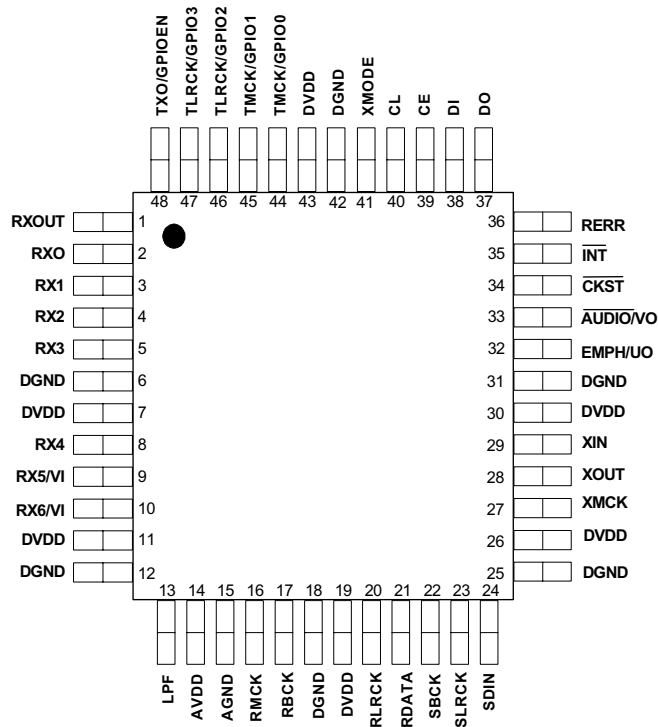 TXO/GPIOEN
TLRCK/GPIO3
TLRCK/GPIO2
TMCK/GPIO1
TMCK/GPIO0
DVDD
DGND
XMODE
CL
CE
DI
DO
48 47 46 45 44 43 42 41 40 39 38 37
RXOUT 1
RXO 2
RX1 3
RX2 4
RX3 5
DGND 6
DVDD 7
RX4 8
RX5/VI 9
RX6/VI 10
DVDD 11
DGND 12
36 RERR
35 INT
34 CKST
33 AUDIO/VO
32 EMPH/UO
31 DGND
30 DVDD
29 XIN
28 XOUT
27 XMCK
26 DVDD
25 DGND
13 14 15 16 17 18 19 20 21 22 23 24
LPF
AVDD
AGND
RMCK
RBCK
DGND
DVDD
RLRCK
RDATA
SBCK
SLRCK
SDIN